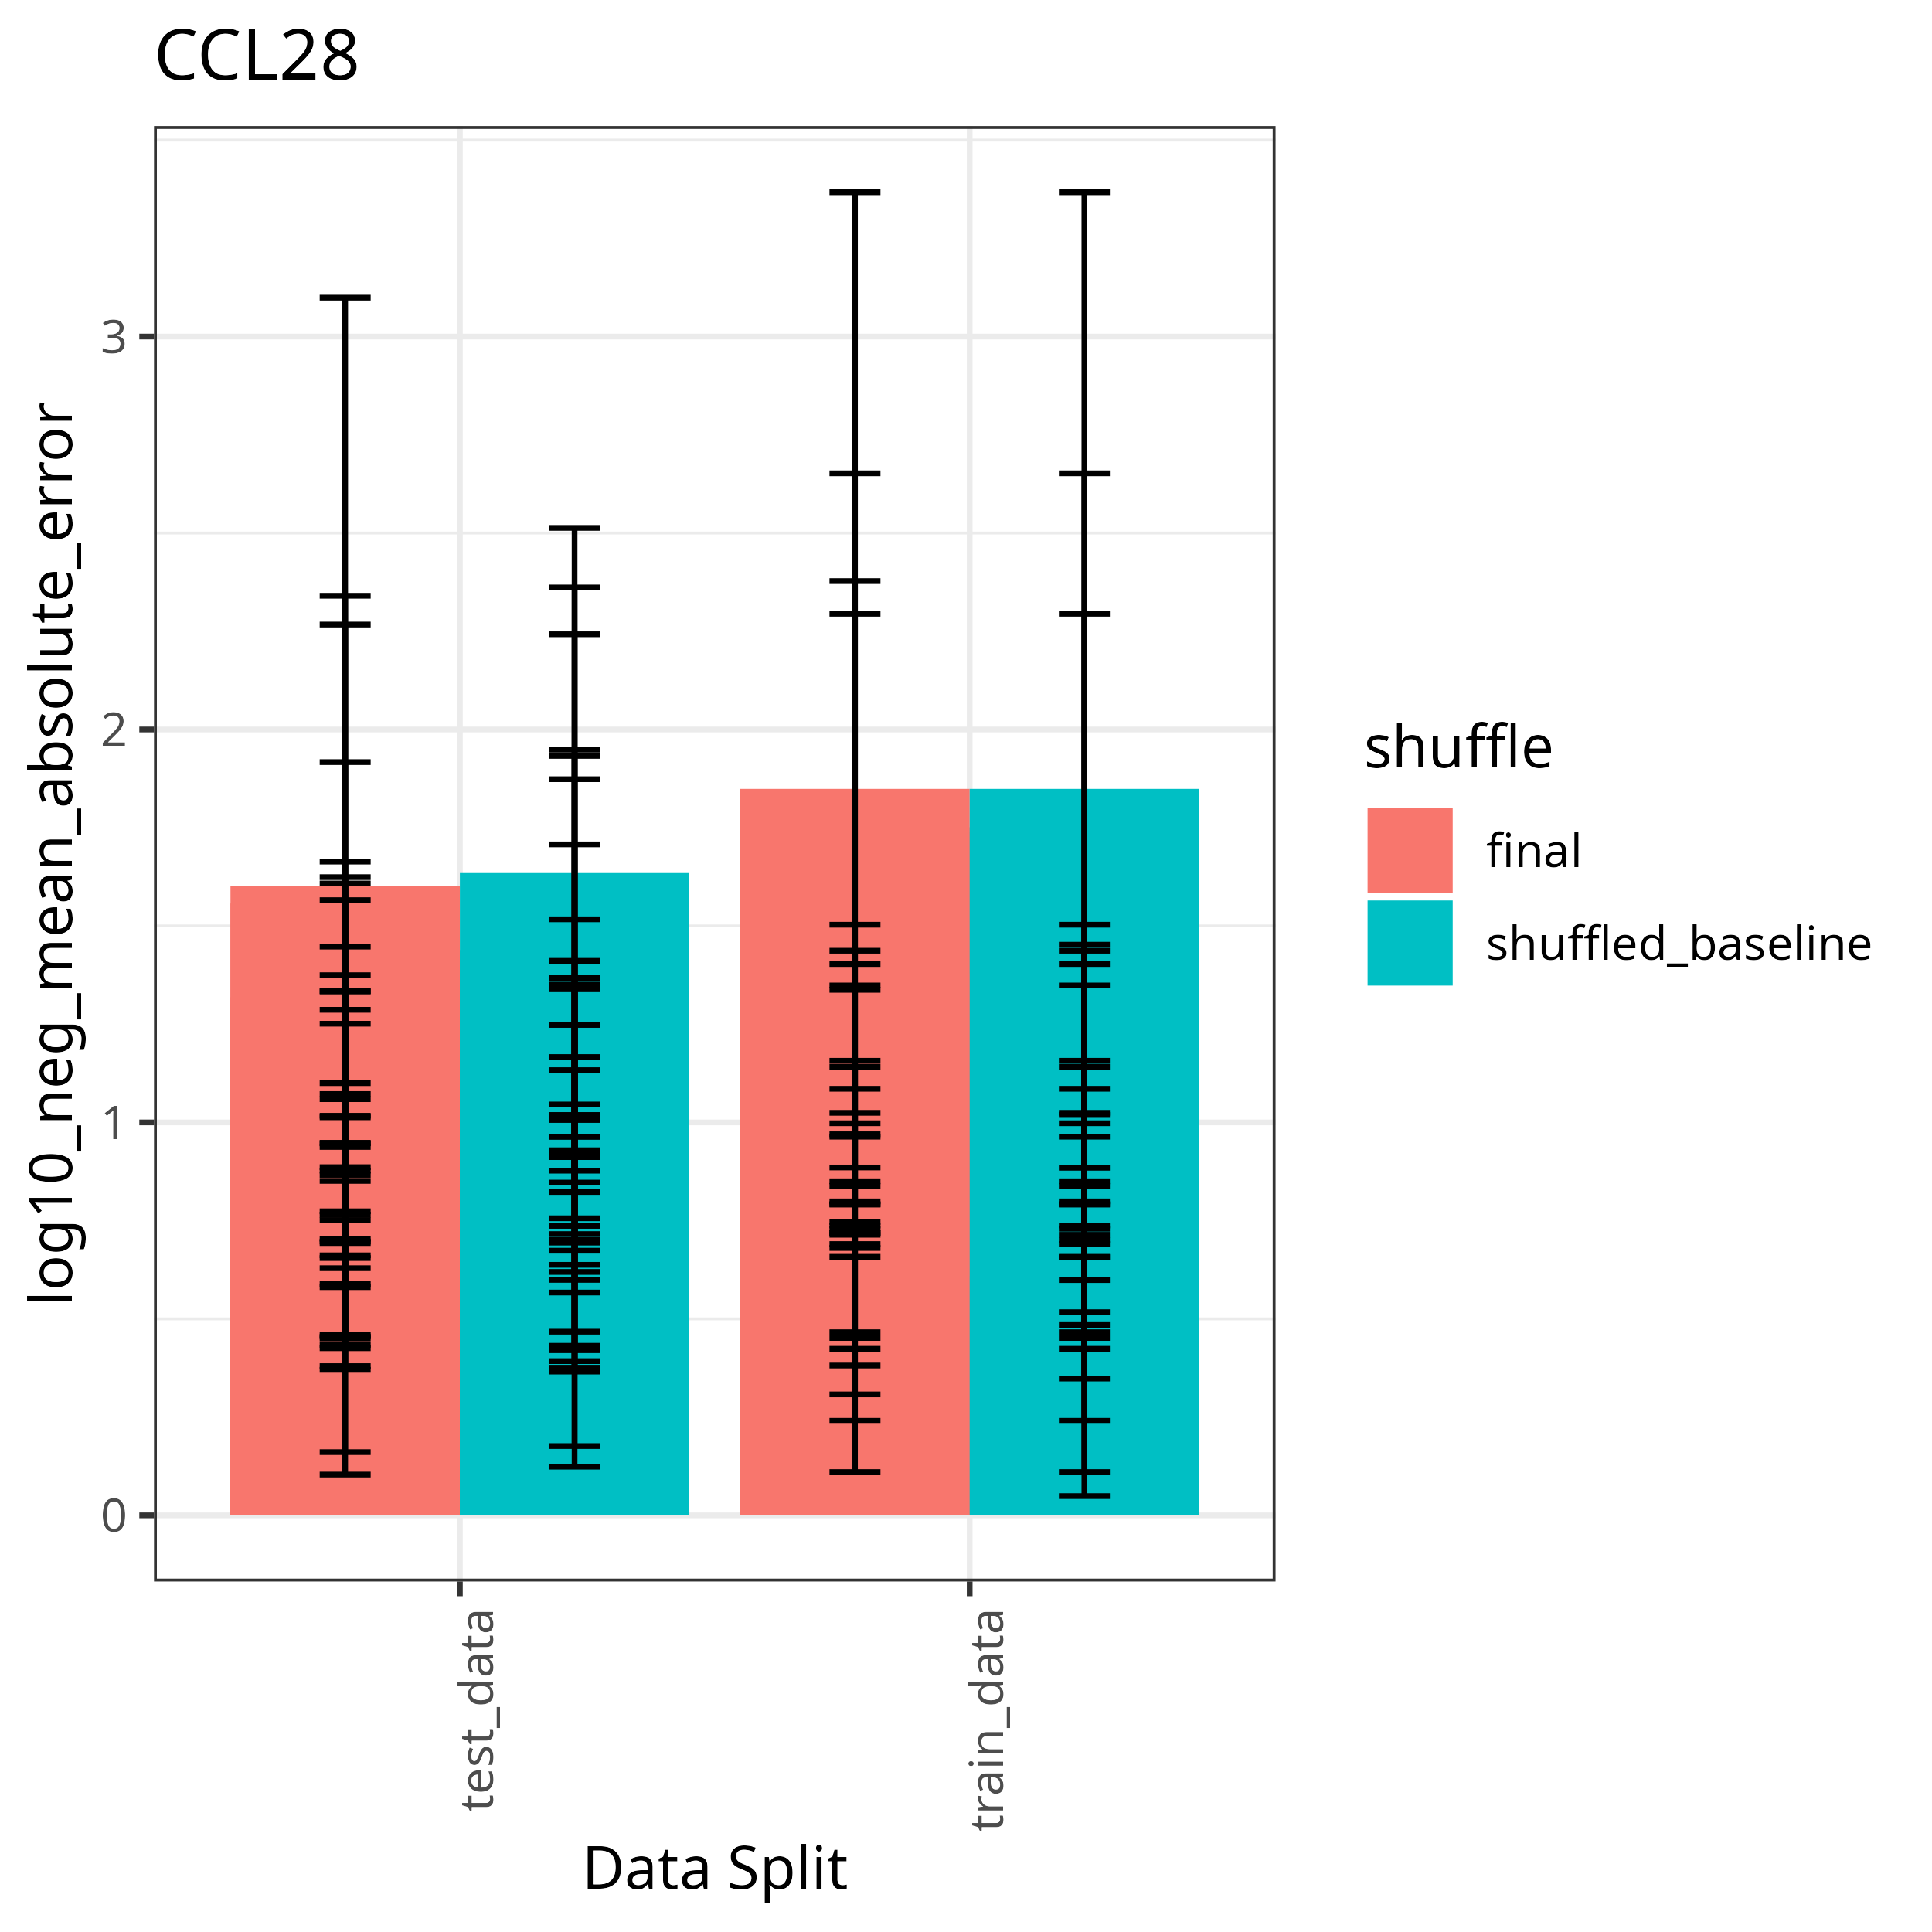 CCL28
log10_neg_mean_absolute_error
3
2
1
0
test_data
train_data
Data Split
shuffle
final
shuffled_baseline